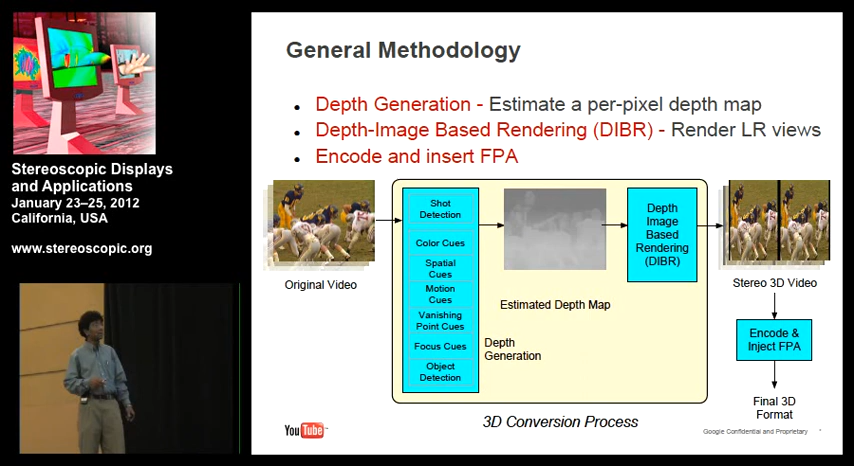 Stereoscopic Displays
and Applications
January 23–25, 2012
California, USA
www.stereoscopic.org
General Methodology
• Depth Generation - Estimate a per-pixel depth map
• Depth-Image Based Rendering (DIBR) - Render LR views
• Encode and insert FPA
Original Video
Shot
Detection
Color Cues
Spatial
Cues
Motion
Cues
Vanishing
Point Cues
Focus Cues
Object
Detection
Depth
Generation
Estimated Depth Map
Depth
Image
Based
Rendering
(DIBR)
Stereo 3D Video
Encode &
Inject FPA
Final 3D
Format
3D Conversion Process
YouTube
Google Confidential and Proprietary